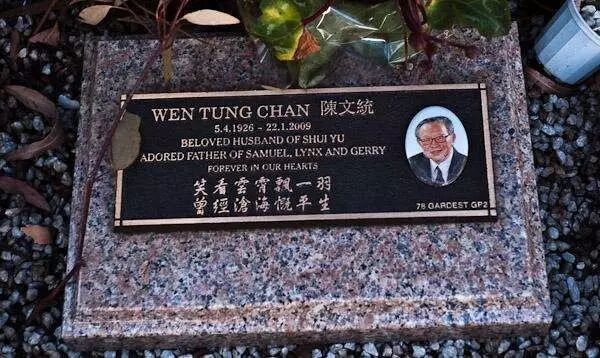 WEN TUNG CHAN 陳文統
5.4.1926 ~ 22.1.2009
BELOVED HUSBAND OF SHUI YU
ADORED FATHER OF SAMUEL, LYNX AND GERRY
FOREVER IN OUR HEARTS
笑看雲霄飄一羽
曾經滄海慨平生
78 GARDEST GP2